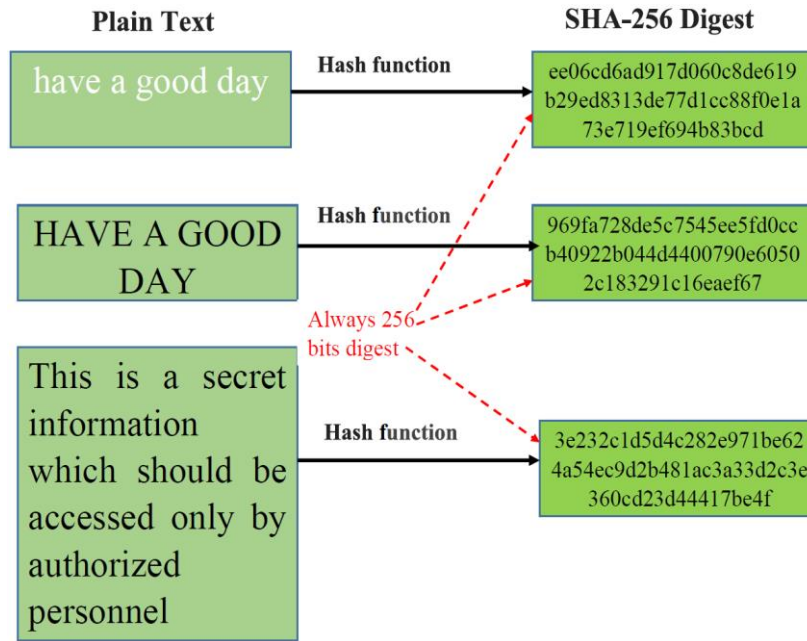 Plain Text
SHA-256 Digest
have a good day
Hash function
ee06cd6ad917d060c8de619
b29ed8313de77d1cc88f0e1a
73e719ef694b83bcd
HAVE A GOOD
DAY
Hash function
969fa728de5c7545ee5fd0cc
b40922b044d4400790e6050
2c183291c16eaef67
Always 256
bits digest
This is a secret
information
which should be
accessed only by
authorized
personnel
Hash function
3e232c1d5d4c282e971be62
4a54ec9d2b481ac3a33d2c3e
360cd23d44417be4f